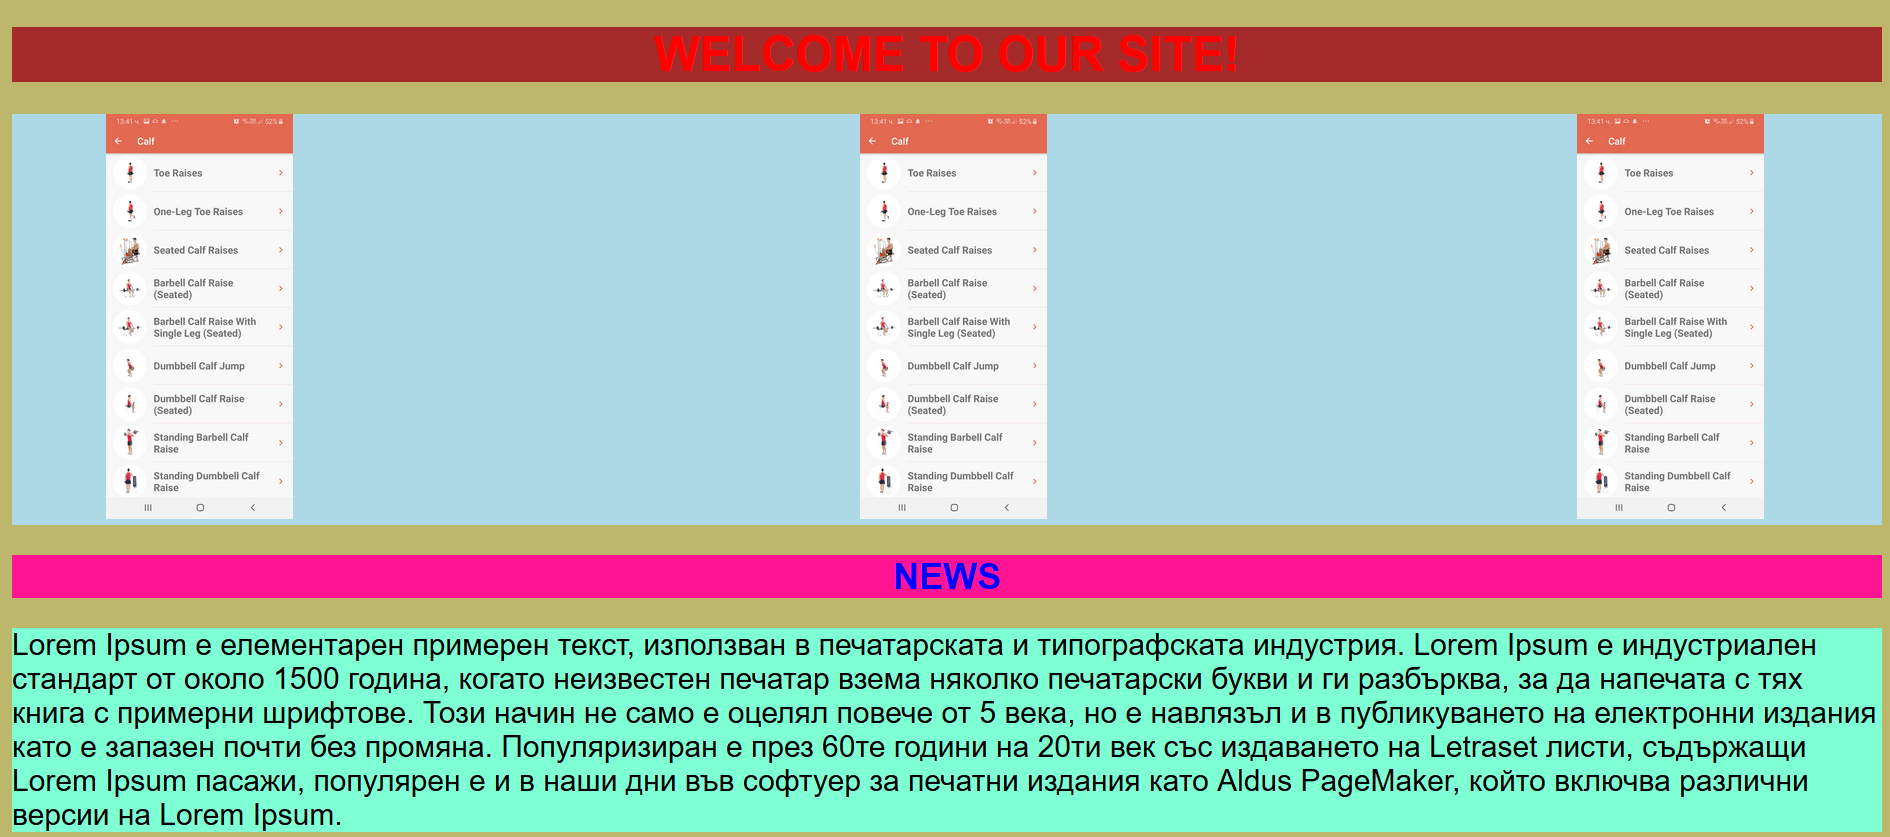 WELCOME TO OUR SITE!
13:41 ч.
52%
Calf
Toe Raises
One-Leg Toe Raises
Seated Calf Raises
Barbell Calf Raise
(Seated)
Barbell Calf Raise With
Single Leg (Seated)
Dumbbell Calf Jump
Dumbbell Calf Raise
(Seated)
Standing Barbell Calf
Raise
Standing Dumbbell Calf
Raise
13:41 ч.
52%
Calf
Toe Raises
One-Leg Toe Raises
Seated Calf Raises
Barbell Calf Raise
(Seated)
Barbell Calf Raise With
Single Leg (Seated)
Dumbbell Calf Jump
Dumbbell Calf Raise
(Seated)
Standing Barbell Calf
Raise
Standing Dumbbell Calf
Raise
13:41 ч.
52%
Calf
Toe Raises
One-Leg Toe Raises
Seated Calf Raises
Barbell Calf Raise
(Seated)
Barbell Calf Raise With
Single Leg (Seated)
Dumbbell Calf Jump
Dumbbell Calf Raise
(Seated)
Standing Barbell Calf
Raise
Standing Dumbbell Calf
Raise
NEWS
Lorem Ipsum е елементарен примерен текст, използван в печатарската и типографската индустрия. Lorem Ipsum е индустриален
стандарт от около 1500 година, когато неизвестен печатар взема няколко печатарски букви и ги разбърква, за да напечата с тях
книга с примерни шрифтове. Този начин не само е оцелял повече от 5 века, но е навлязъл и в публикуването на електронни издания
като е запазен почти без промяна. Популяризиран е през 60те години на 20ти век със издаването на Letraset листи, съдържащи
Lorem Ipsum пасажи, популярен е и в наши дни във софтуер за печатни издания като Aldus PageMaker, който включва различни
версии на Lorem Ipsum.